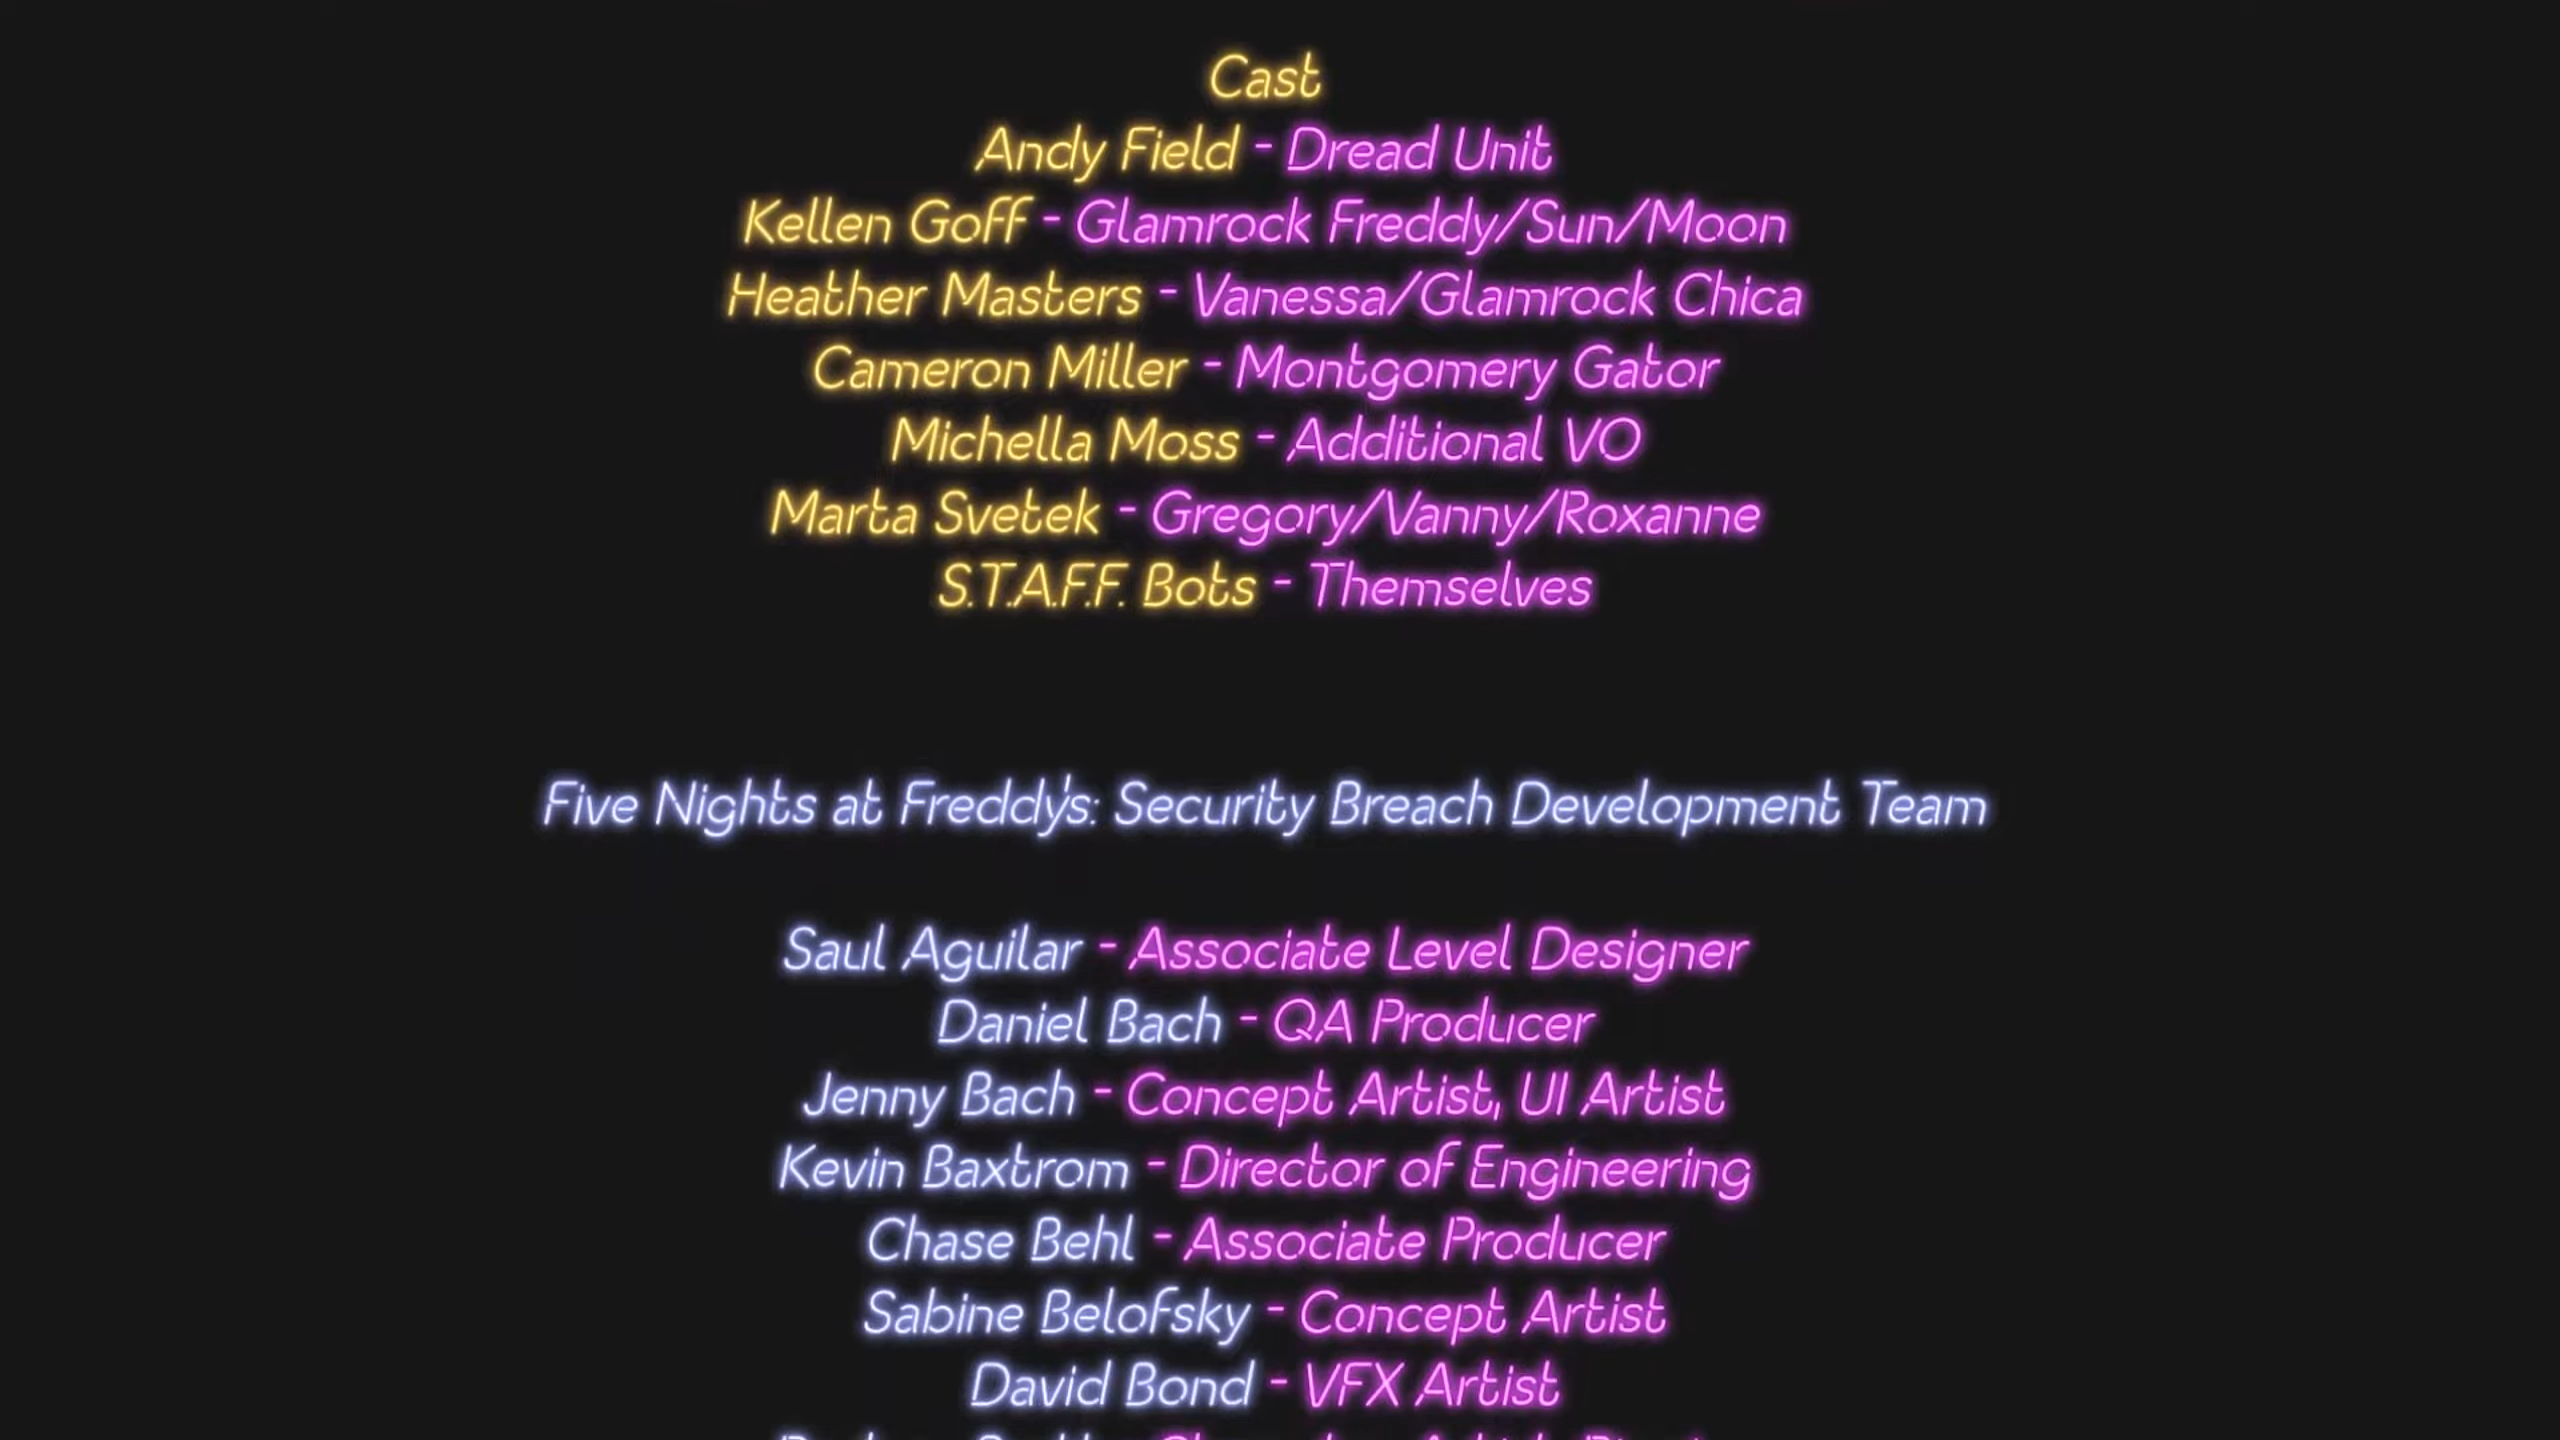 Cast
Andy Field - Dread Unit
Kellen Goff - Glamrock Freddy/Sun/Moon
Heather Masters - Vanessa/Glamrock Chica
Cameron Miller - Montgomery Gator
Michella Moss - Additional VO
Marta Svetek - Gregory/Vanny/Roxanne
S.T.A.F.F. Bots - Themselves
Five Nights at Freddy's: Security Breach Development Team
Saul Aguilar - Associate Level Designer
Daniel Bach - QA Producer
Jenny Bach - Concept Artist, UI Artist
Kevin Baxtrom - Director of Engineering
Chase Behl - Associate Producer
Sabine Belofsky - Concept Artist
David Bond - VFX Artist